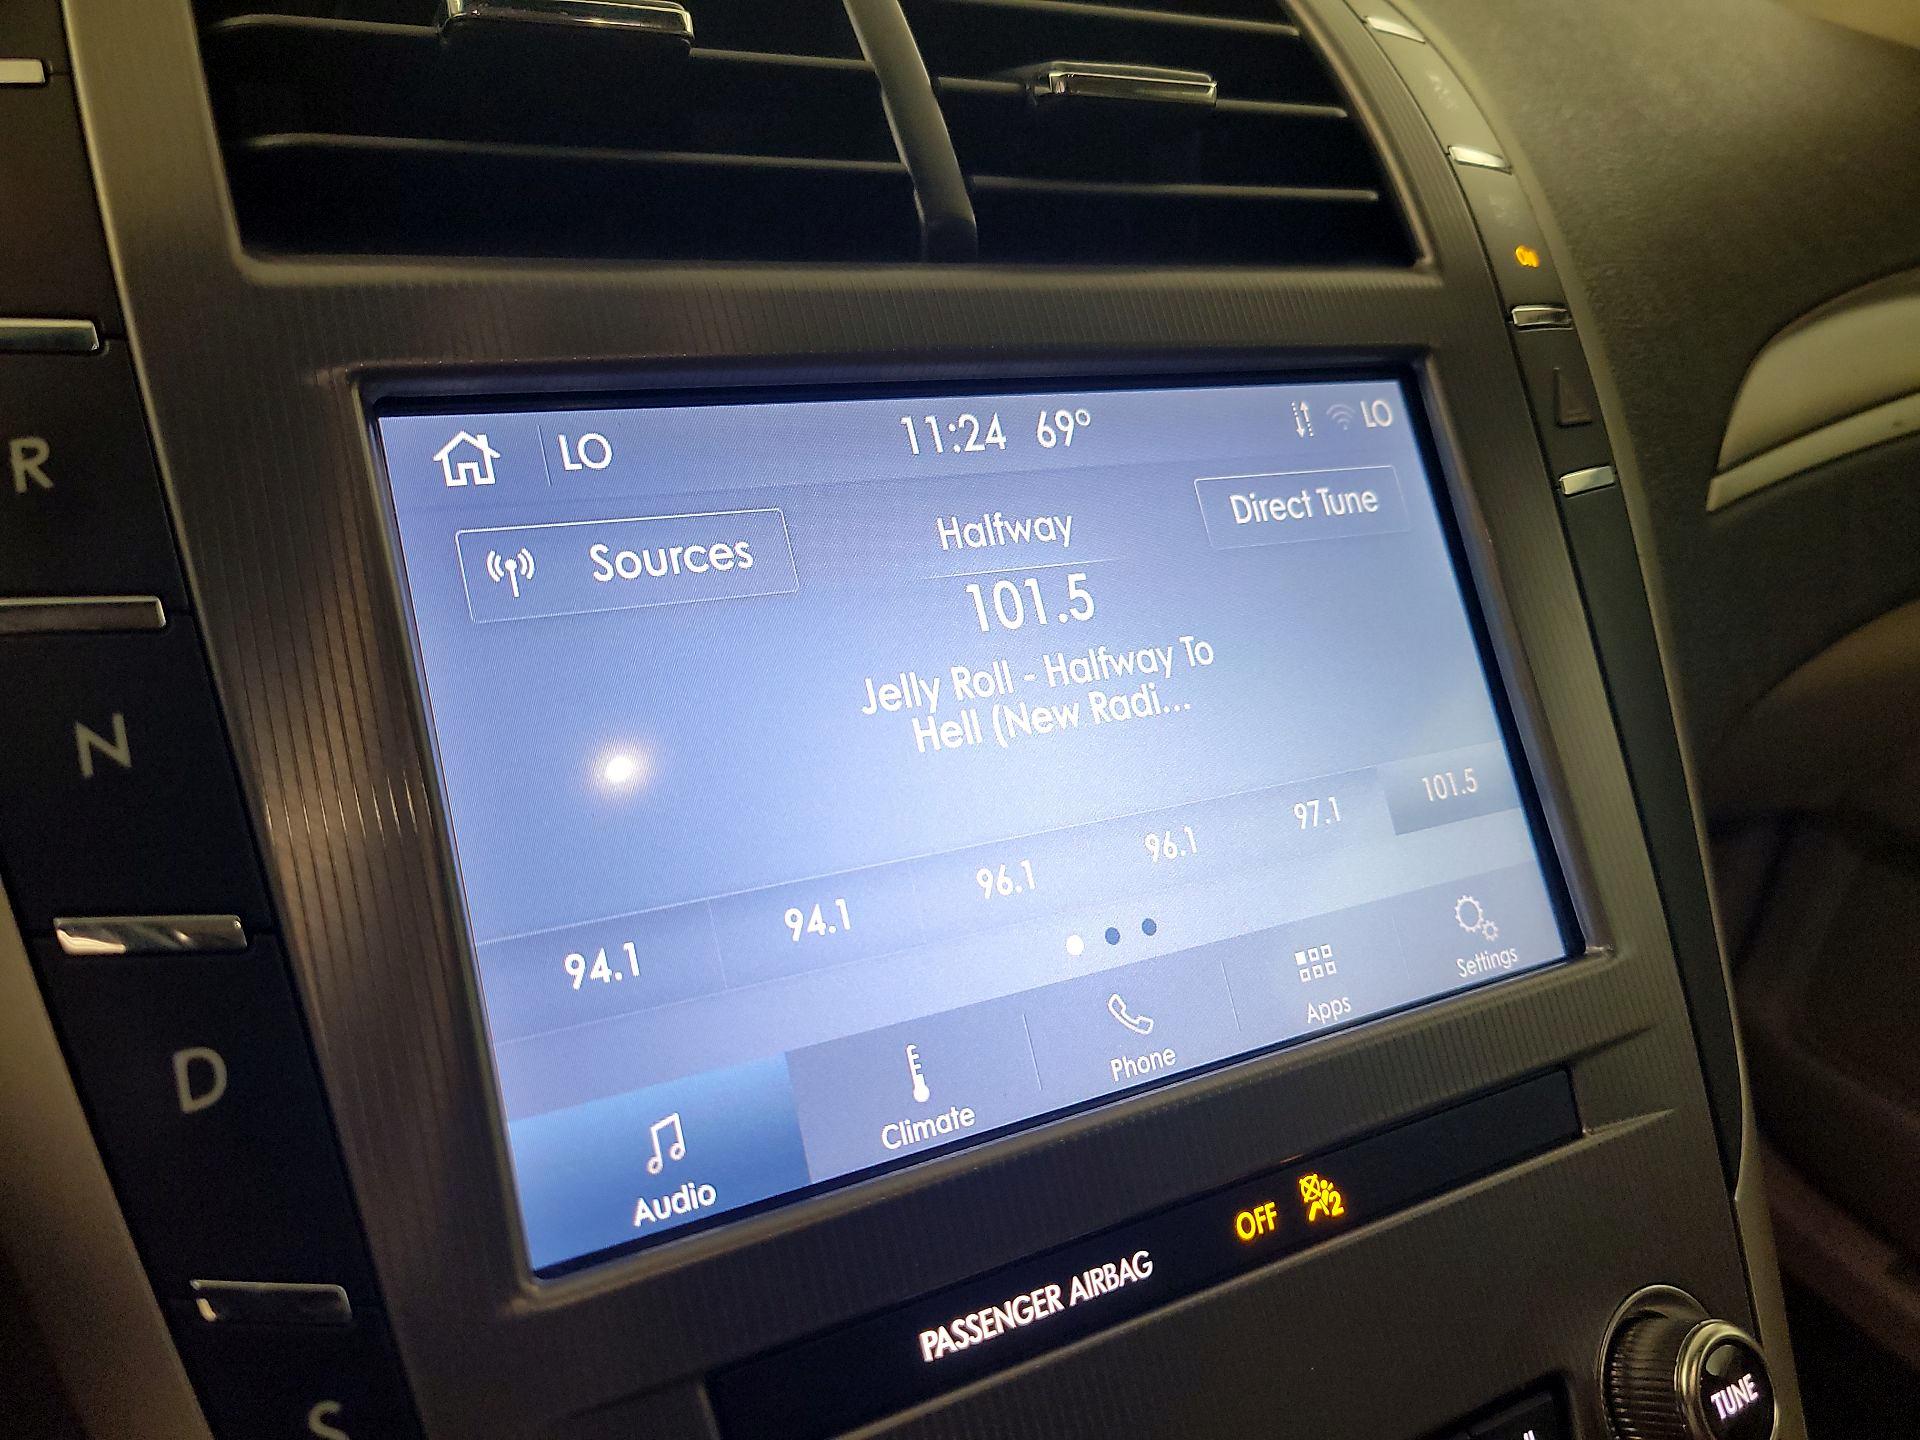 LO 11:24 69° LO
Sources
Halfway
Direct Tune
101.5
Jelly Roll - Halfway To
Hell (New Radi...
94.1 94.1 96.1 96.1 97.1 101.5
Audio Climate Phone Apps Settings
PASSENGER AIRBAG OFF 2
R
N
D
S
ON
TUNE